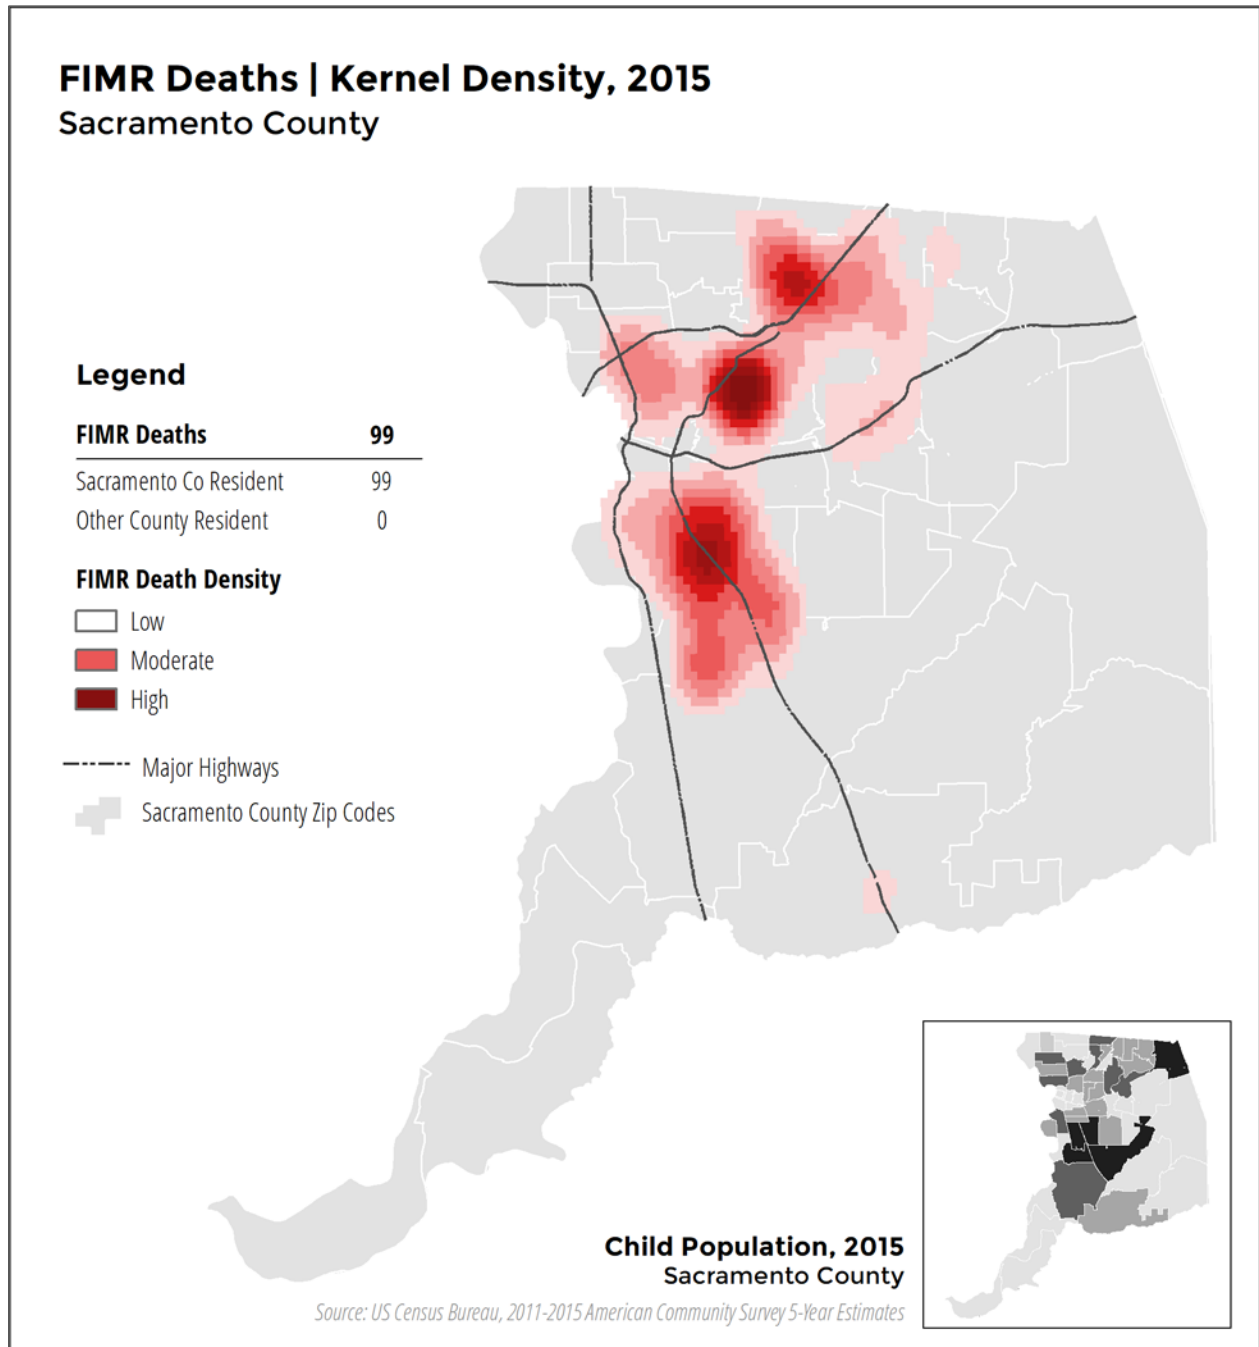 FIMR Deaths | Kernel Density, 2015
Sacramento County
Legend
FIMR Deaths 99
Sacramento Co Resident 99
Other County Resident 0
FIMR Death Density
Low
Moderate
High
Major Highways
Sacramento County Zip Codes
Child Population, 2015
Sacramento County
Source: US Census Bureau, 2011-2015 American Community Survey 5-Year Estimates